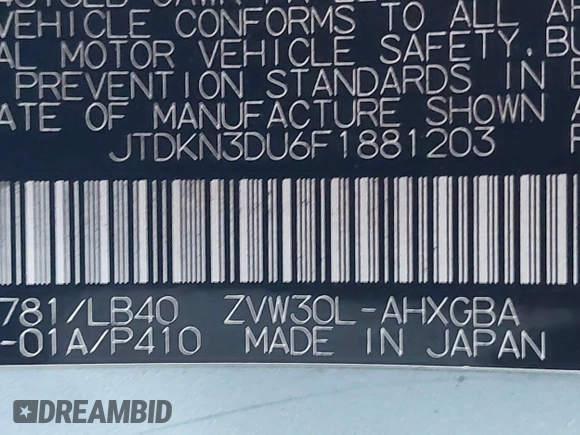 VEHICLE CONFORMS TO ALL AP
AL MOTOR VEHICLE SAFETY, BU
PREVENTION STANDARDS IN E
ATE OF MANUFACTURE SHOWN
JTDKN3DU6F1881203
781/LB40 ZVW30L-AHXGBA
-01A/P410 MADE IN JAPAN
DREAMBID